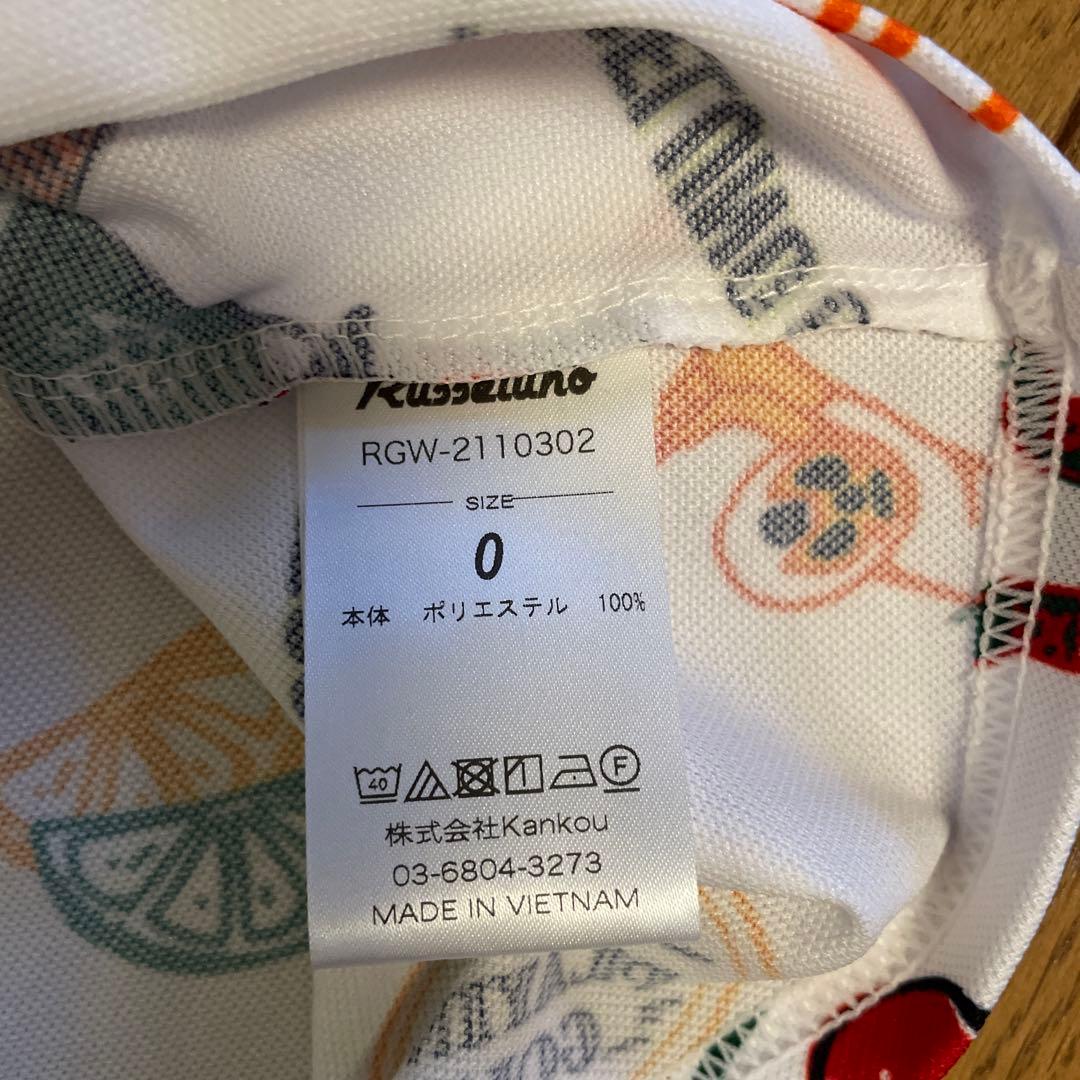 Russeluno
RGW-2110302
SIZE
0
本体 ポリエステル 100%
40 F
株式会社Kankou
03-6804-3273
MADE IN VIETNAM